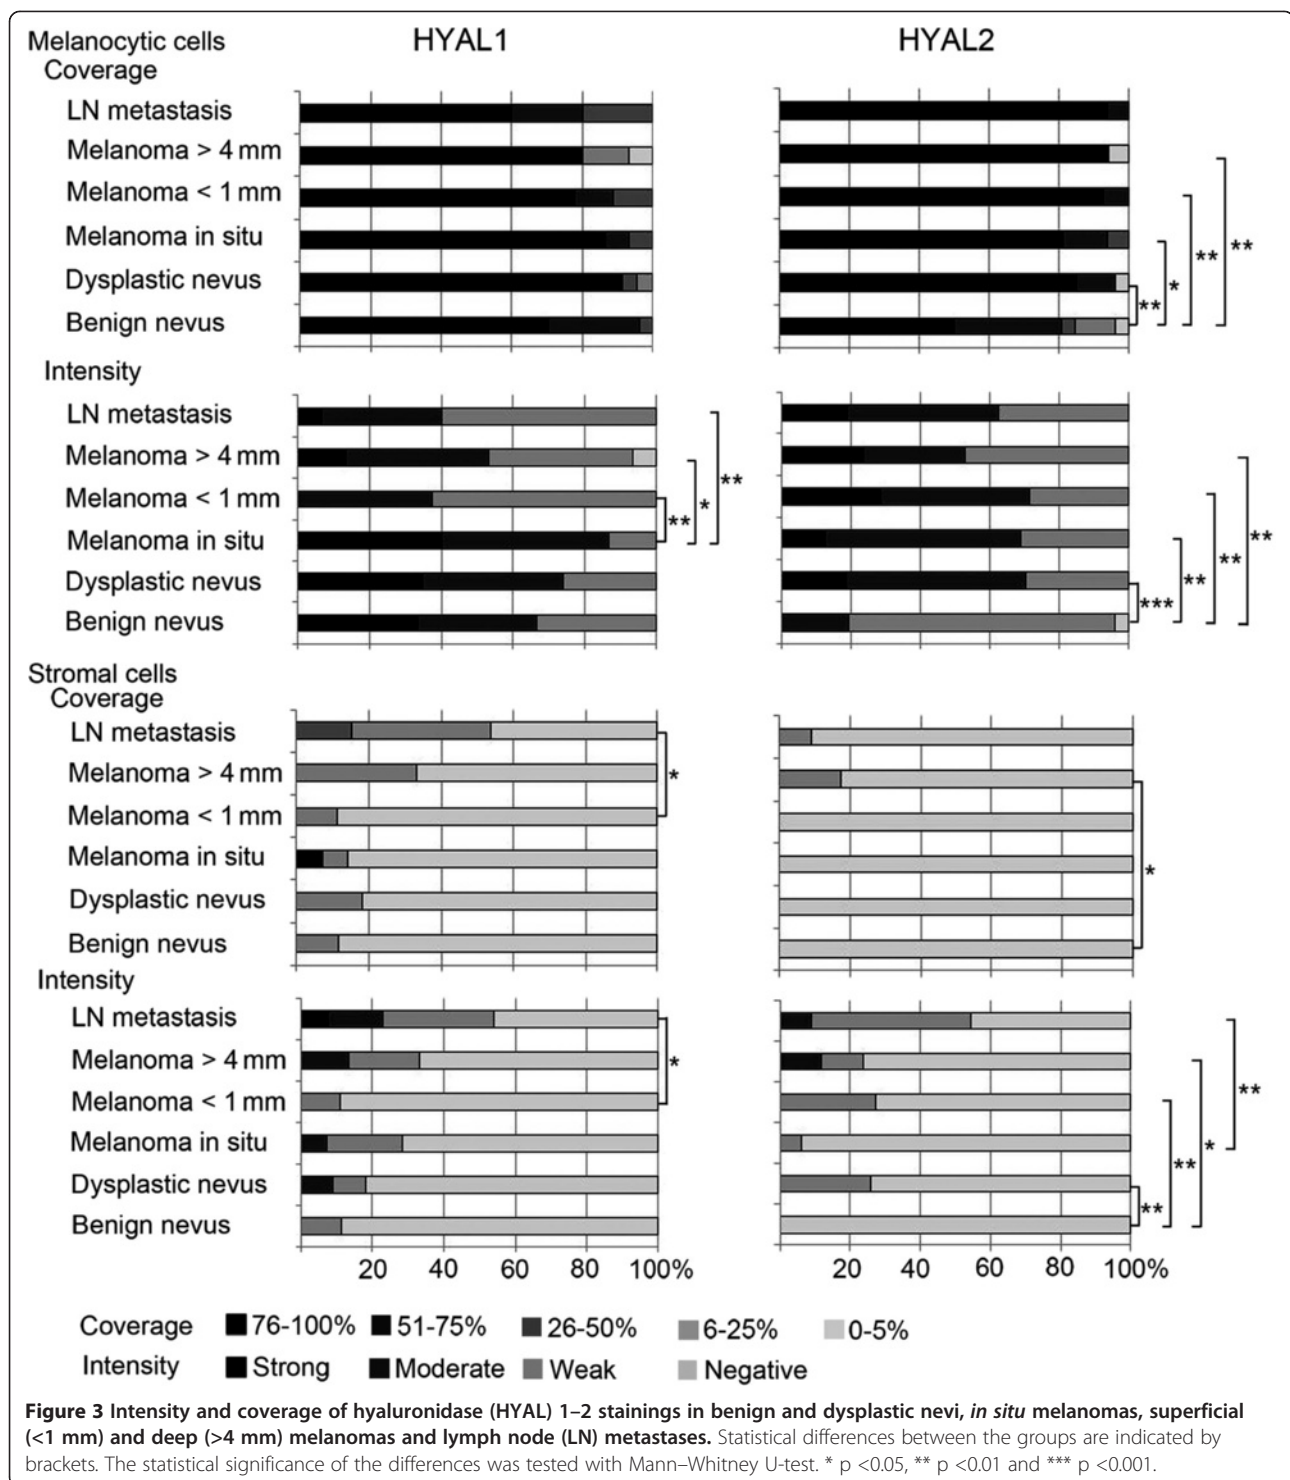 Melanocytic cells HYAL1 HYAL2
Coverage
LN metastasis
Melanoma > 4 mm
Melanoma < 1 mm
Melanoma in situ
Dysplastic nevus
Benign nevus
** * ** **
Intensity
LN metastasis
Melanoma > 4 mm
Melanoma < 1 mm
Melanoma in situ
Dysplastic nevus
Benign nevus
** * **
*** ** ** **
Stromal cells
Coverage
LN metastasis
Melanoma > 4 mm
Melanoma < 1 mm
Melanoma in situ
Dysplastic nevus
Benign nevus
*
*
Intensity
LN metastasis
Melanoma > 4 mm
Melanoma < 1 mm
Melanoma in situ
Dysplastic nevus
Benign nevus
*
** ** * **
20 40 60 80 100% 20 40 60 80 100%
Coverage 76-100% 51-75% 26-50% 6-25% 0-5%
Intensity Strong Moderate Weak Negative
Figure 3 Intensity and coverage of hyaluronidase (HYAL) 1–2 stainings in benign and dysplastic nevi, in situ melanomas, superficial
(<1 mm) and deep (>4 mm) melanomas and lymph node (LN) metastases. Statistical differences between the groups are indicated by
brackets. The statistical significance of the differences was tested with Mann–Whitney U-test. * p <0.05, ** p <0.01 and *** p <0.001.